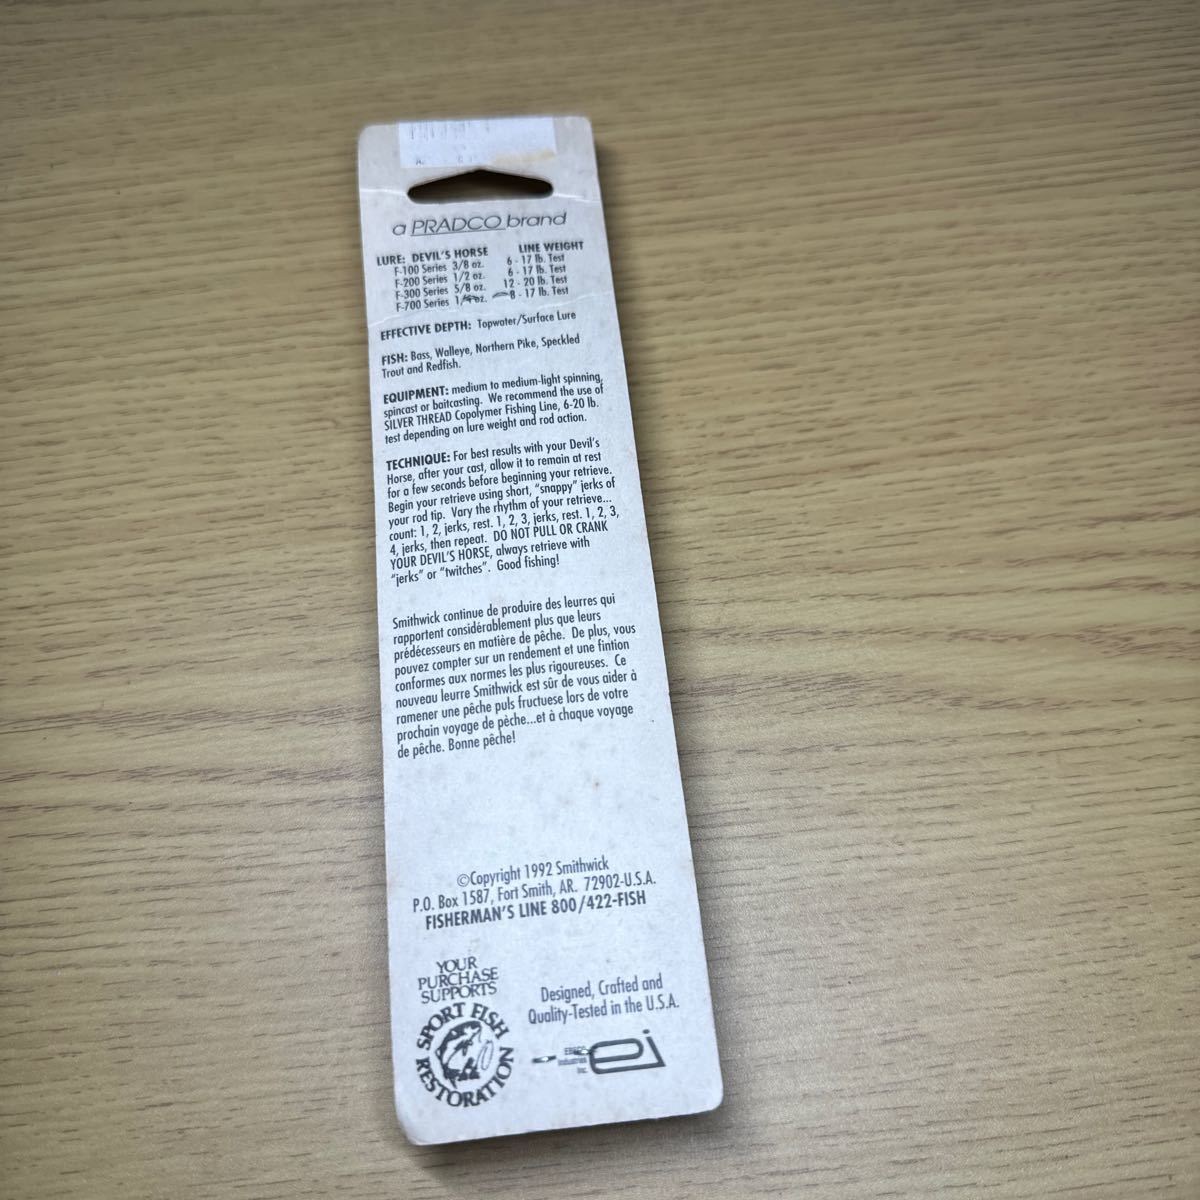 a PRADCO brand
LURE: DEVIL'S HORSE LINE WEIGHT
F-100 Series 3/8 oz. 6 - 17 lb. Test
F-200 Series 1/2 oz. 6 - 17 lb. Test
F-300 Series 5/8 oz. 12 - 20 lb. Test
F-700 Series 1/ oz. 8 - 17 lb. Test
EFFECTIVE DEPTH: Topwater/Surface Lure
FISH: Bass, Walleye, Northern Pike, Speckled
Trout and Redfish.
EQUIPMENT: medium to medium-light spinning,
spincast or baitcasting. We recommend the use of
SILVER THREAD Copolymer Fishing Line, 6-20 lb.
test depending on lure weight and rod action.
TECHNIQUE: For best results with your Devil's
Horse, after your cast, allow it to remain at rest
for a few seconds before beginning your retrieve.
Begin your retrieve using short, "snappy" jerks of
your rod tip. Vary the rhythm of your retrieve...
count: 1, 2, jerks, rest. 1, 2, 3, jerks, rest. 1, 2, 3,
4, jerks, then repeat. DO NOT PULL OR CRANK
YOUR DEVIL'S HORSE, always retrieve with
"jerks" or "twitches". Good fishing!
Smithwick continue de produire des leurres qui
rapportent considérablement plus que leurs
prédécesseurs en matière de pêche. De plus, vous
pouvez compter sur un rendement et une fintion
conformes aux normes les plus rigoureuses. Ce
nouveau leurre Smithwick est sûr de vous aider à
ramener une pêche puls fructuese lors de votre
prochain voyage de pèche...et à chaque voyage
de pêche. Bonne pêche!
©Copyright 1992 Smithwick
P.O. Box 1587, Fort Smith, AR. 72902-U.S.A.
FISHERMAN'S LINE 800/422-FISH
YOUR
PURCHASE
SUPPORTS
SPORT FISH
RESTORATION
Designed, Crafted and
Quality-Tested in the U.S.A.
Industries
Inc.
ei